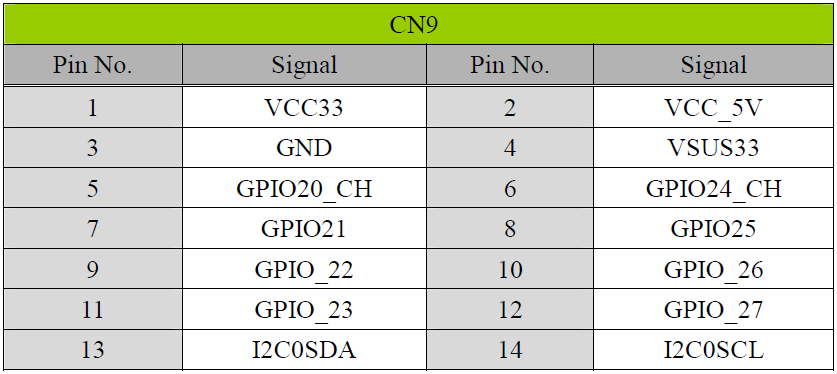 CN9
Pin No. Signal Pin No. Signal
1 VCC33 2 VCC_5V
3 GND 4 VSUS33
5 GPIO20_CH 6 GPIO24_CH
7 GPIO21 8 GPIO25
9 GPIO_22 10 GPIO_26
11 GPIO_23 12 GPIO_27
13 I2C0SDA 14 I2C0SCL